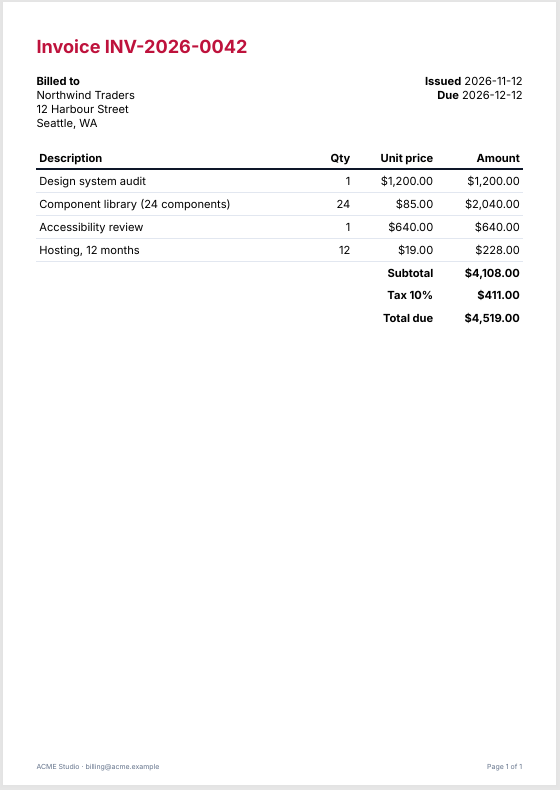 Invoice INV-2026-0042
Billed to
Northwind Traders
12 Harbour Street
Seattle, WA
Issued 2026-11-12
Due 2026-12-12
Description Qty Unit price Amount
Design system audit 1 $1,200.00 $1,200.00
Component library (24 components) 24 $85.00 $2,040.00
Accessibility review 1 $640.00 $640.00
Hosting, 12 months 12 $19.00 $228.00
Subtotal $4,108.00
Tax 10% $411.00
Total due $4,519.00
ACME Studio · billing@acme.example Page 1 of 1